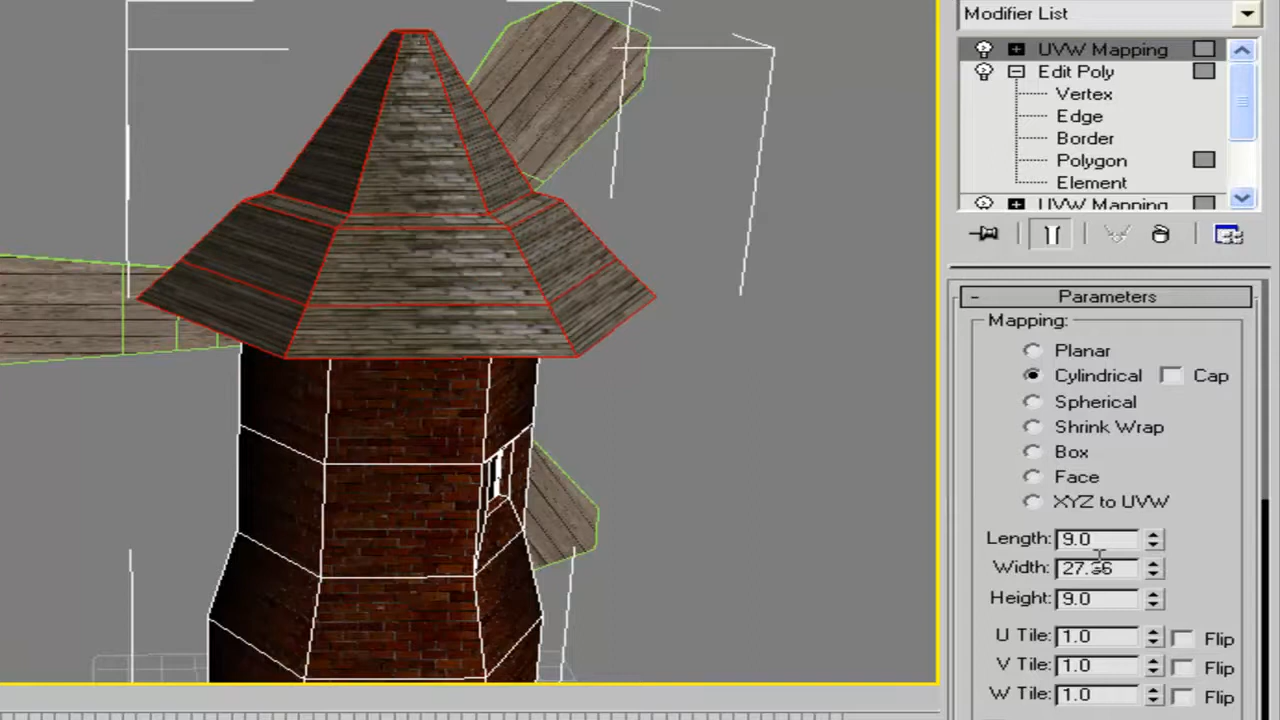 Modifier List
UVW Mapping
Edit Poly
Vertex
Edge
Border
Polygon
Element
UVW Mapping
Parameters
Mapping:
Planar
Cylindrical Cap
Spherical
Shrink Wrap
Box
Face
XYZ to UVW
Length: 9.0
Width:
Height: 9.0
U Tile: 1.0 Flip
V Tile: 1.0 Flip
W Tile: 1.0 Flip